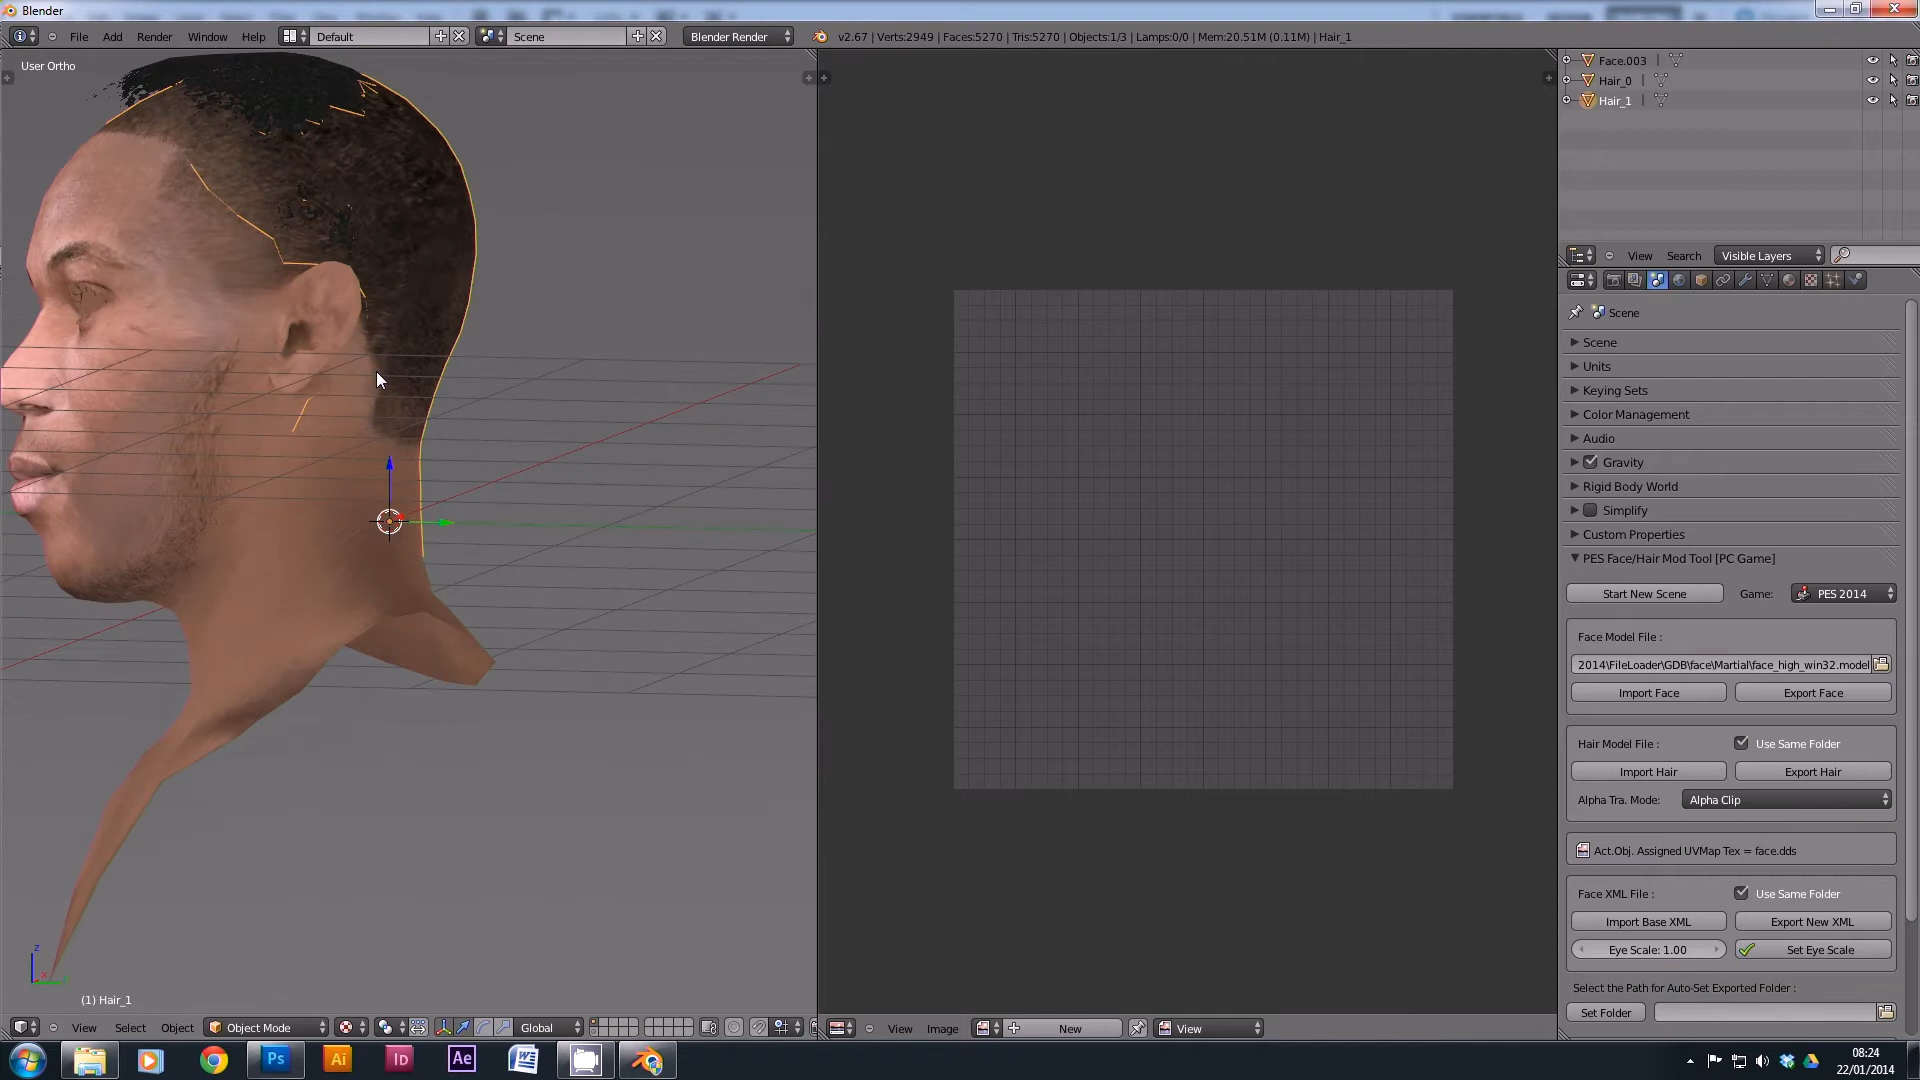 Blender
File Add Render Window Help Default Scene Blender Render v2.67 | Verts:2949 | Faces:5270 | Tris:5270 | Objects:1/3 | Lamps:0/0 | Mem:20.51M (0.11M) | Hair_1
User Ortho
Face.003
Hair_0
Hair_1
View Search Visible Layers
Scene
Scene
Units
Keying Sets
Color Management
Audio
Gravity
Rigid Body World
Simplify
Custom Properties
PES Face/Hair Mod Tool [PC Game]
Start New Scene Game: PES 2014
Face Model File :
2014\FileLoader\GDB\face\Martial\face_high_win32.model
Import Face Export Face
Hair Model File : Use Same Folder
Import Hair Export Hair
Alpha Tra. Mode: Alpha Clip
Act.Obj. Assigned UVMap Tex = face.dds
Face XML File : Use Same Folder
Import Base XML Export New XML
Eye Scale: 1.00 Set Eye Scale
Select the Path for Auto-Set Exported Folder :
Set Folder
z
x
(1) Hair_1
View Select Object Object Mode Global
View Image New View
Ps Ai Id Ae W
08:24
22/01/2014